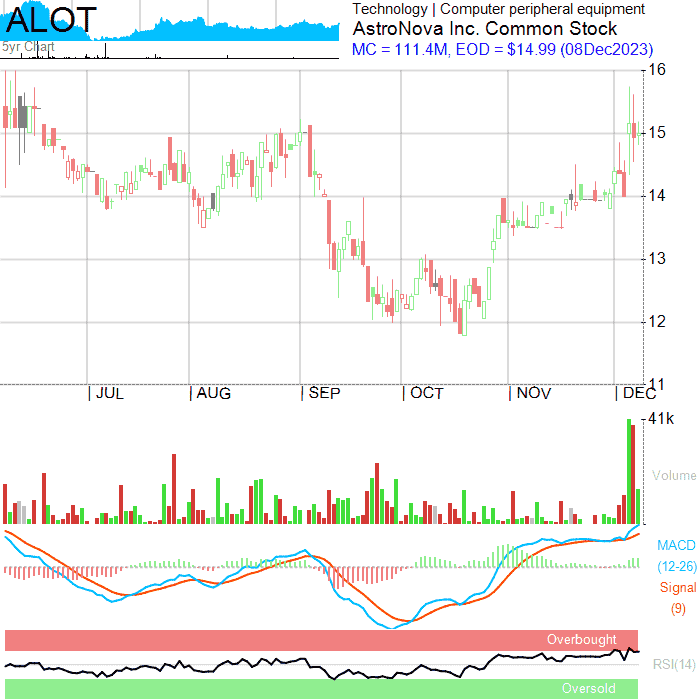 ALOT
5yr Chart
Technology | Computer peripheral equipment
AstroNova Inc. Common Stock
MC = 111.4M, EOD = $14.99 (08Dec2023)
16
15
14
13
12
11
JUL AUG SEP OCT NOV DEC
41k
Volume
MACD
(12-26)
Signal
(9)
Overbought
RSI(14)
Oversold